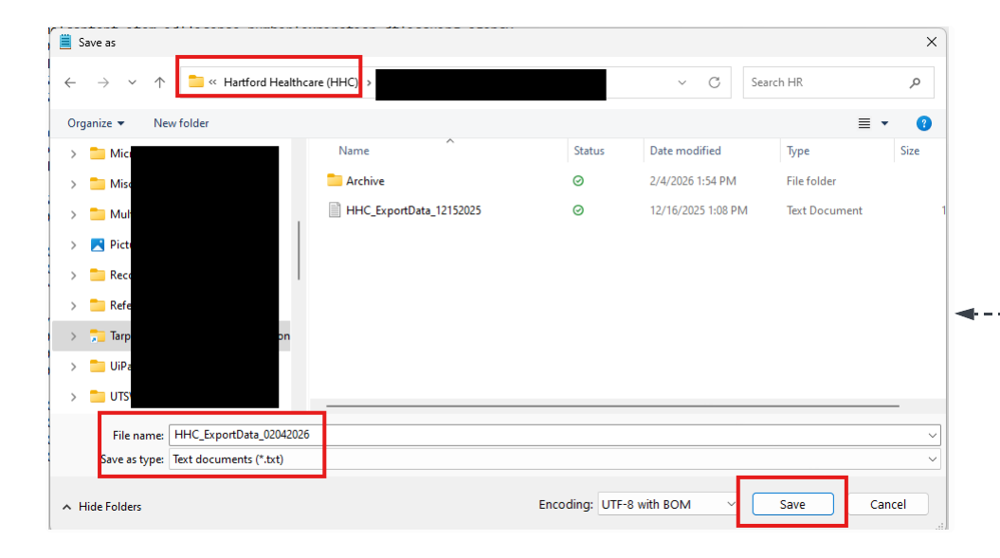 Save as
« Hartford Healthcare (HHC) >
Search HR
Organize
New folder
Name Status Date modified Type Size
Archive 2/4/2026 1:54 PM File folder
HHC_ExportData_12152025 12/16/2025 1:08 PM Text Document 1
Mic
Misc
Mul
Pict
Reco
Refe
Tarp on
UiPa
UTS
File name: HHC_ExportData_02042026
Save as type: Text documents (*.txt)
Hide Folders
Encoding: UTF-8 with BOM
Save
Cancel